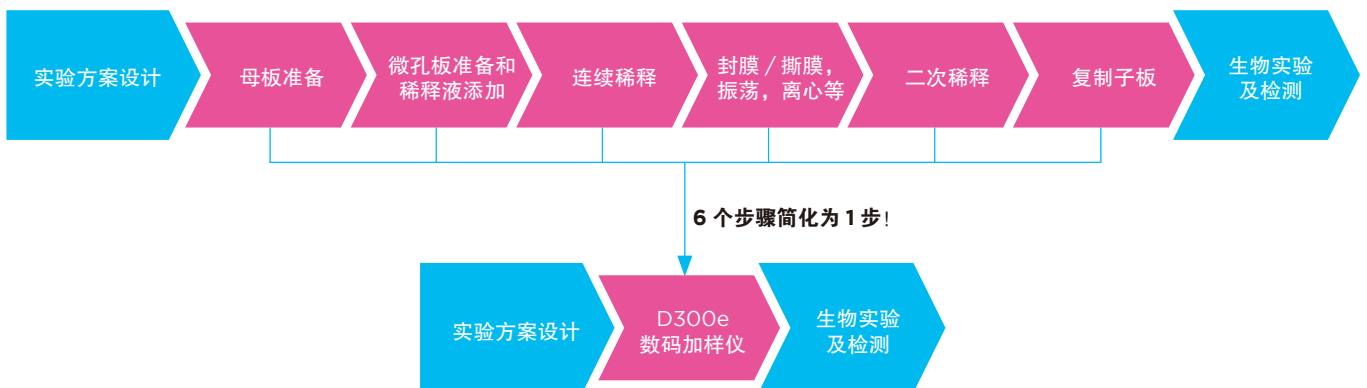 实验方案设计
母板准备
微孔板准备和
稀释液添加
连续稀释
封膜 / 撕膜，
振荡，离心等
二次稀释
复制子板
生物实验
及检测
6 个步骤简化为 1 步！
实验方案设计
D300e
数码加样仪
生物实验
及检测